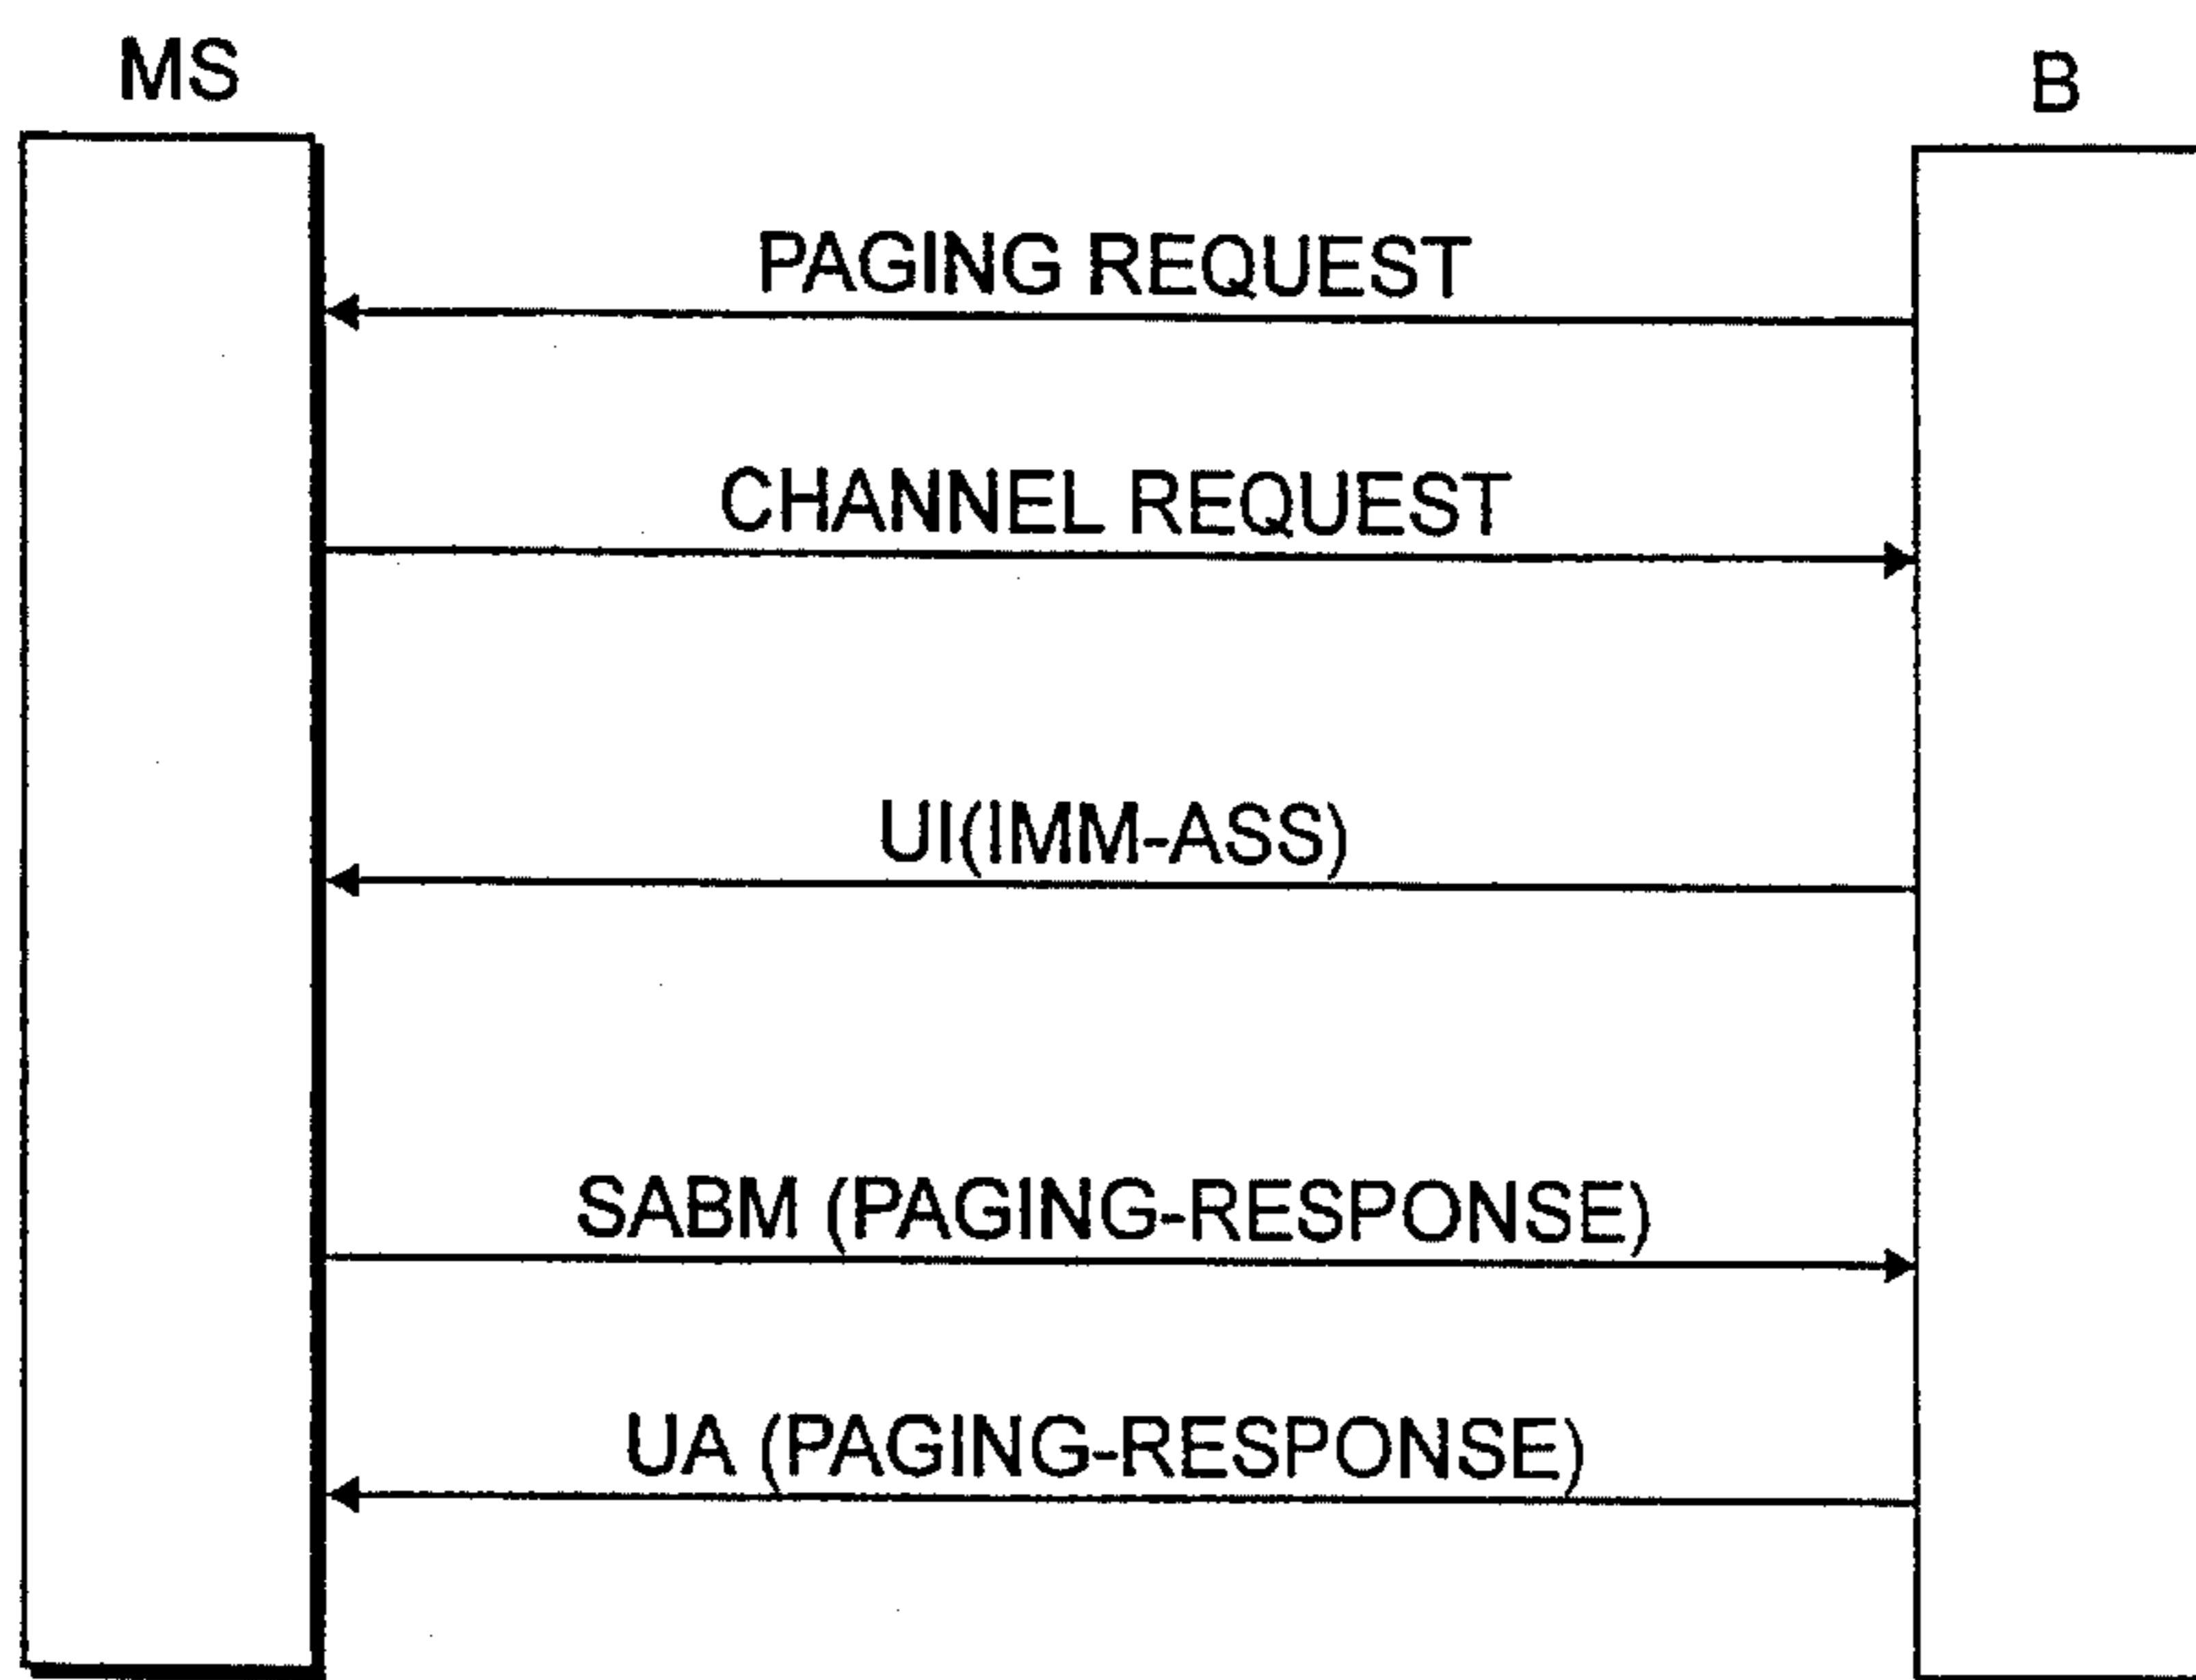 MS
B
PAGING REQUEST
CHANNEL REQUEST
UI(IMM-ASS)
SABM (PAGING-RESPONSE)
UA (PAGING-RESPONSE)